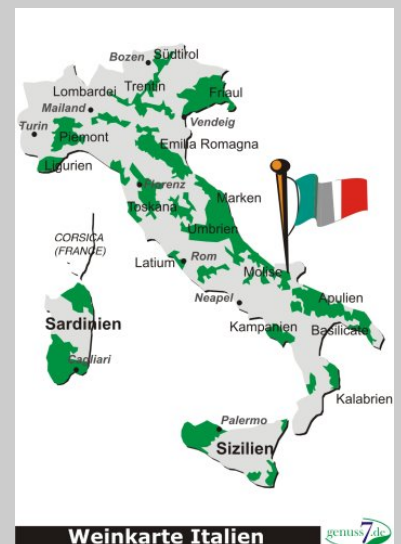 Bozen
Südtirol
Lombardei
Trentin
Friaul
Mailand
Vendeig
Turin
Piemont
Emilia Romagna
Ligurien
Florenz
Toskana
Marken
Umbrien
CORSICA
(FRANCE)
Latium
Rom
Molise
Neapel
Apulien
Sardinien
Kampanien
Basilicate
Cagliari
Kalabrien
Palermo
Sizilien
Weinkarte Italien
genuss7.de